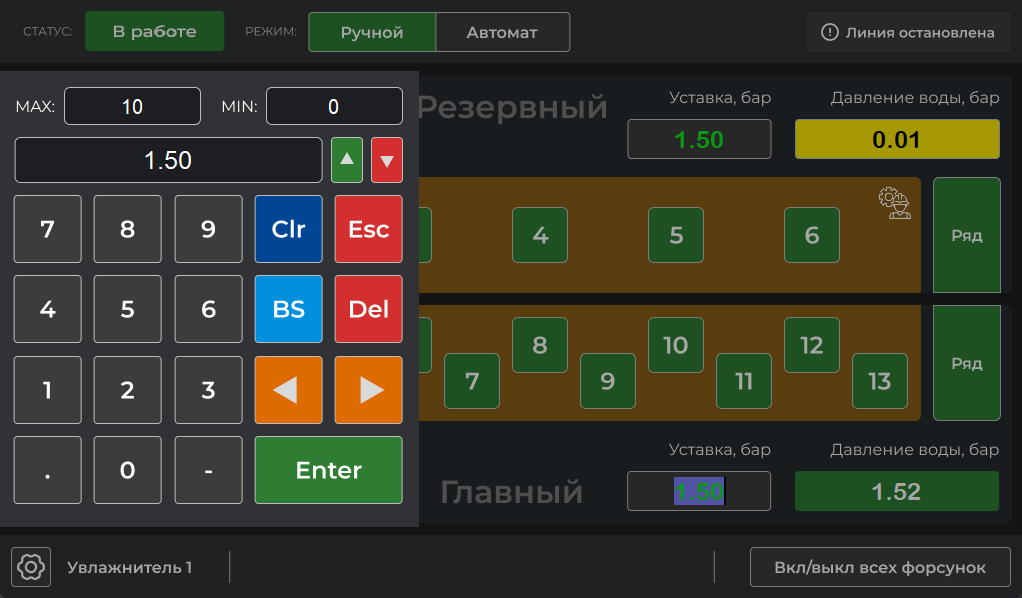 СТАТУС: В работе РЕЖИМ: Ручной Автомат Линия остановлена
MAX: 10 MIN: 0
1.50
7 8 9 Clr Esc
4 5 6 BS Del
1 2 3
. 0 - Enter
Резервный
Уставка, бар Давление воды, бар
1.50 0.01
4 5 6 Ряд
8 10 12
7 9 11 13
Ряд
Уставка, бар Давление воды, бар
Главный 1.50 1.52
Увлажнитель 1 Вкл/выкл всех форсунок